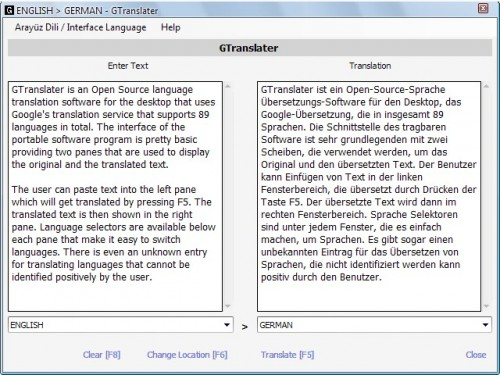 ENGLISH > GERMAN - GTranslater
Arayüz Dili / Interface Language Help
GTranslater
Enter Text
GTranslater is an Open Source language
translation software for the desktop that uses
Google's translation service that supports 89
languages in total. The interface of the
portable software program is pretty basic
providing two panes that are used to display
the original and the translated text.
The user can paste text into the left pane
which will get translated by pressing F5. The
translated text is then shown in the right
pane. Language selectors are available below
each pane that make it easy to switch
languages. There is even an unknown entry
for translating languages that cannot be
identified positively by the user.
Translation
GTranslater ist ein Open-Source-Sprache
Übersetzungs-Software für den Desktop, das
Google-Übersetzung, die in insgesamt 89
Sprachen. Die Schnittstelle des tragbaren
Software ist sehr grundlegenden mit zwei
Scheiben, die verwendet werden, um das
Original und den übersetzten Text. Der Benutzer
kann Einfügen von Text in der linken
Fensterbereich, die übersetzt durch Drücken der
Taste F5. Der übersetzte Text wird dann im
rechten Fensterbereich. Sprache Selektoren
sind unter jedem Fenster, die es einfach
machen, um Sprachen. Es gibt sogar einen
unbekannten Eintrag für das Übersetzen von
Sprachen, die nicht identifiziert werden kann
positiv durch den Benutzer.
ENGLISH > GERMAN
Clear [F8] Change Location [F6] Translate [F5] Close